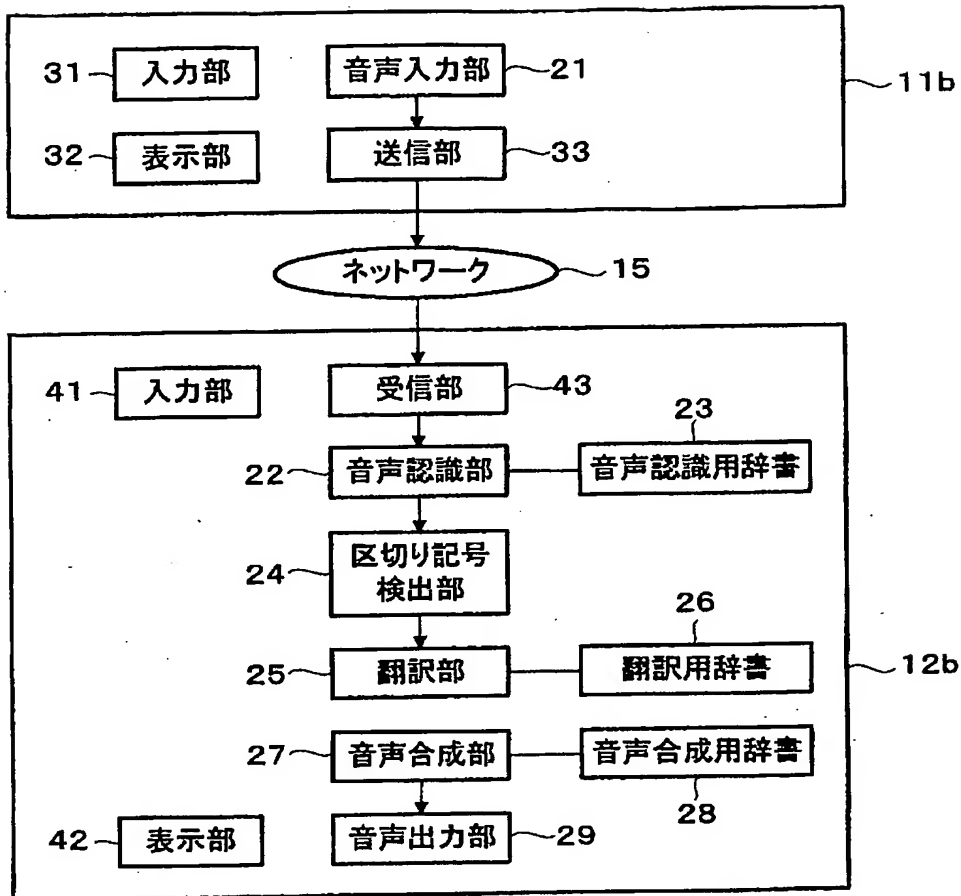 31 入力部 音声入力部 21
11b
32 表示部 送信部 33
ネットワーク 15
41 入力部 受信部 43
23
22 音声認識部 音声認識用辞書
区切り記号
24
検出部
26
25 翻訳部 翻訳用辞書
12b
27 音声合成部 音声合成用辞書
28
42 表示部 音声出力部 29